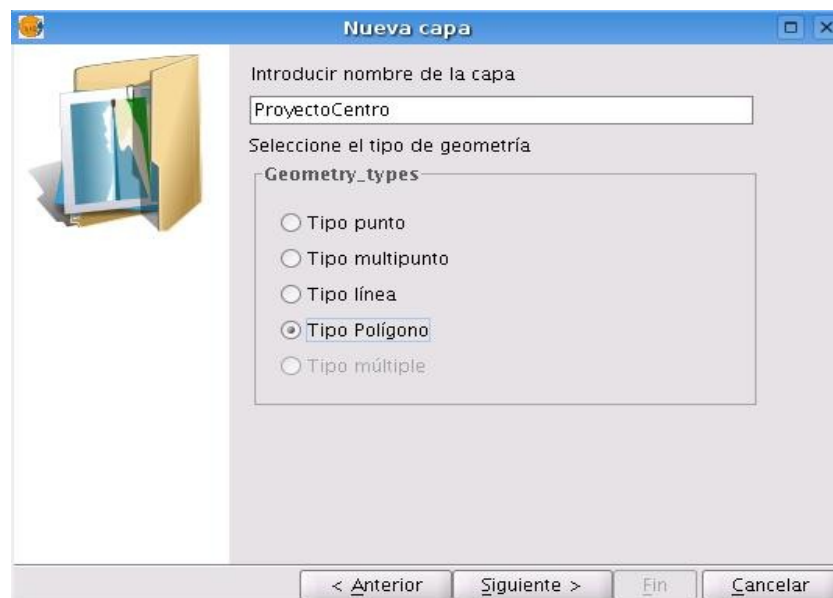 Nueva capa
Introducir nombre de la capa
ProyectoCentro
Seleccione el tipo de geometría
Geometry_types
Tipo punto
Tipo multipunto
Tipo línea
Tipo Polígono
Tipo múltiple
< Anterior
Siguiente >
Fin
Cancelar